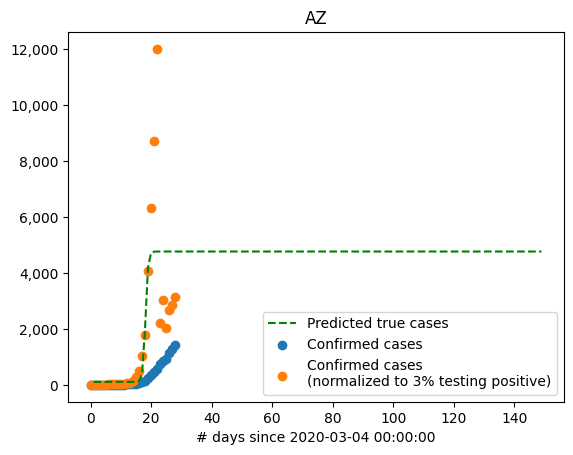 AZ
12,000
10,000
8,000
6,000
4,000
2,000
0
Predicted true cases
Confirmed cases
Confirmed cases
(normalized to 3% testing positive)
0 20 40 60 80 100 120 140
# days since 2020-03-04 00:00:00